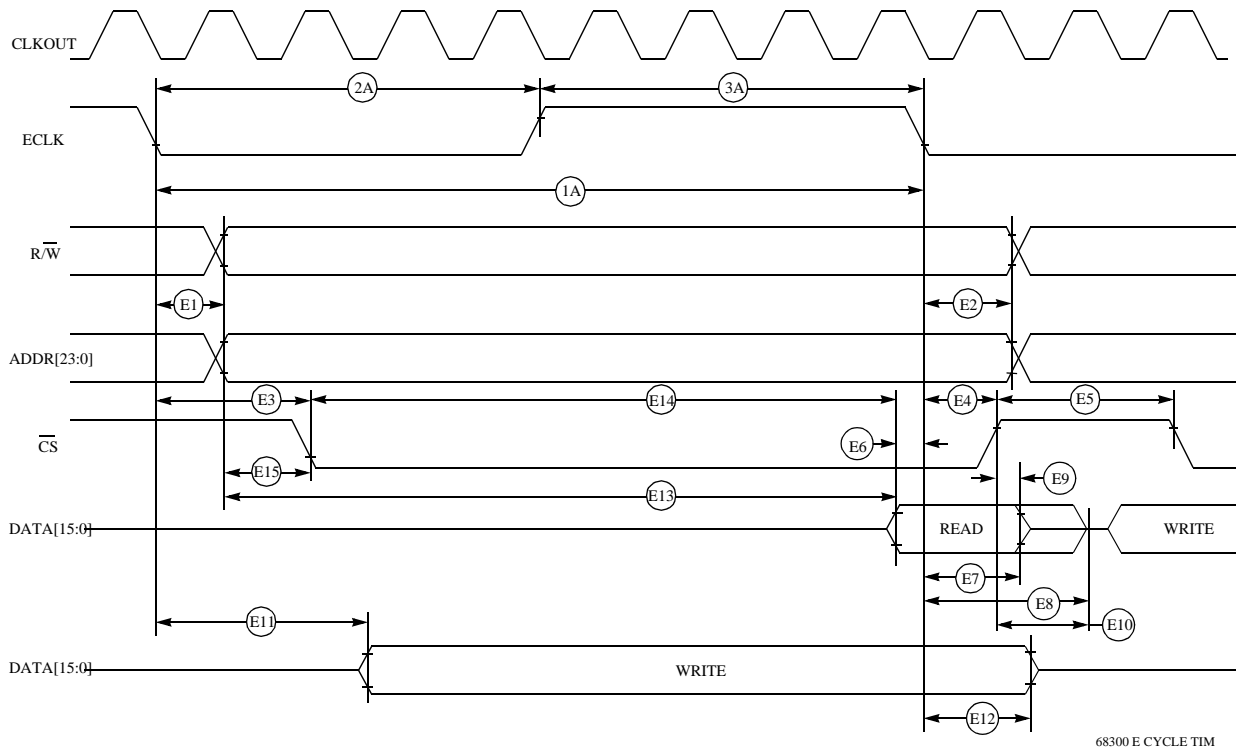 CLKOUT
2A
3A
ECLK
1A
R/W
E1
E2
ADDR[23:0]
E3
E14
E4
E5
CS
E6
E15
E9
E13
DATA[15:0]
READ
WRITE
E7
E8
E10
E11
DATA[15:0]
WRITE
E12
68300 E CYCLE TIM